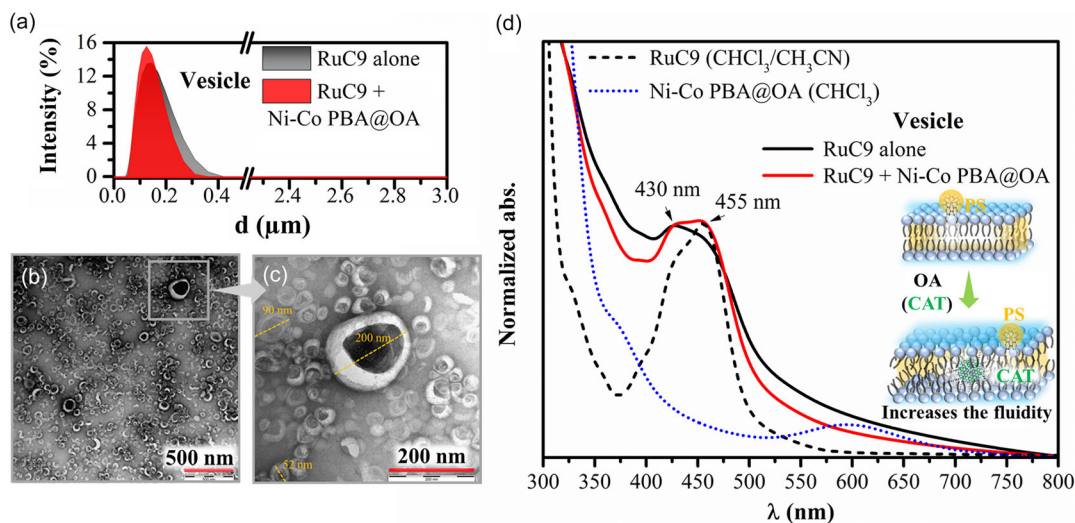 (a)
16
12
8
4
0
Intensity (%)
Vesicle
RuC9 alone
RuC9 +
Ni-Co PBA@OA
0.0
0.2
0.4
2.4
2.6
2.8
3.0
d (µm)
(b)
500 nm
(c)
90 nm
200 nm
52 nm
200 nm
200 nm
(d)
Normalized abs.
RuC9 (CHCl₃/CH₃CN)
Ni-Co PBA@OA (CHCl₃)
Vesicle
RuC9 alone
RuC9 + Ni-Co PBA@OA
430 nm
455 nm
PS
OA
(CAT)
PS
CAT
Increases the fluidity
300
350
400
450
500
550
600
650
700
750
800
λ (nm)